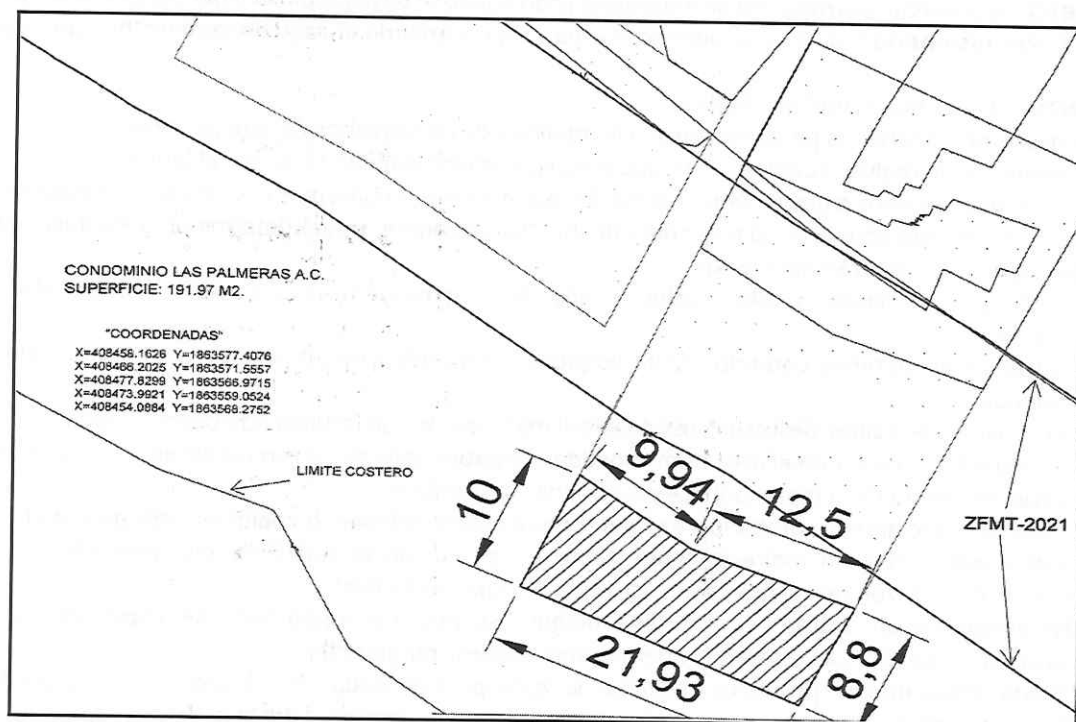 CONDOMINIO LAS PALMERAS A.C.
SUPERFICIE: 191.97 M2
"COORDENADAS"
X=408458.1626 Y=1863577.4076
X=408466.2025 Y=1863571.5557
X=408477.8299 Y=1863566.9715
X=408473.9921 Y=1863559.0524
X=408454.0884 Y=1863568.2752
LIMITE COSTERO
10
9,94
12,5
21,93
8,8
ZFMT-2021